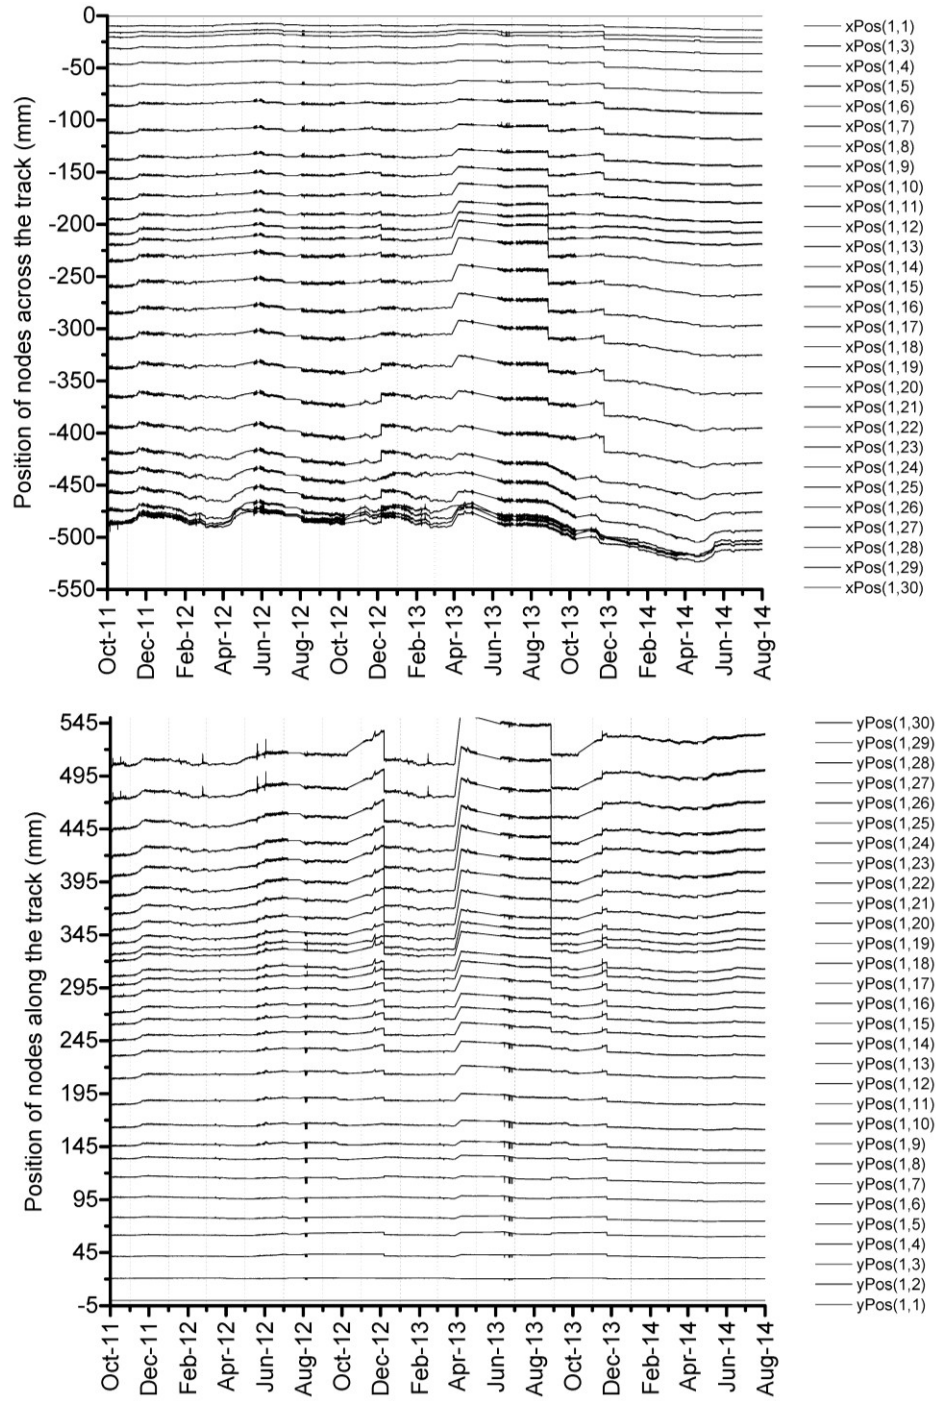 Position of nodes across the track (mm)
0
-50
-100
-150
-200
-250
-300
-350
-400
-450
-500
-550
Oct-11
Dec-11
Feb-12
Apr-12
Jun-12
Aug-12
Oct-12
Dec-12
Feb-13
Apr-13
Jun-13
Aug-13
Oct-13
Dec-13
Feb-14
Apr-14
Jun-14
Aug-14
xPos(1,1)
xPos(1,3)
xPos(1,4)
xPos(1,5)
xPos(1,6)
xPos(1,7)
xPos(1,8)
xPos(1,9)
xPos(1,10)
xPos(1,11)
xPos(1,12)
xPos(1,13)
xPos(1,14)
xPos(1,15)
xPos(1,16)
xPos(1,17)
xPos(1,18)
xPos(1,19)
xPos(1,20)
xPos(1,21)
xPos(1,22)
xPos(1,23)
xPos(1,24)
xPos(1,25)
xPos(1,26)
xPos(1,27)
xPos(1,28)
xPos(1,29)
xPos(1,30)
Position of nodes along the track (mm)
545
495
445
395
345
295
245
195
145
95
45
-5
Oct-11
Dec-11
Feb-12
Apr-12
Jun-12
Aug-12
Oct-12
Dec-12
Feb-13
Apr-13
Jun-13
Aug-13
Oct-13
Dec-13
Feb-14
Apr-14
Jun-14
Aug-14
yPos(1,30)
yPos(1,29)
yPos(1,28)
yPos(1,27)
yPos(1,26)
yPos(1,25)
yPos(1,24)
yPos(1,23)
yPos(1,22)
yPos(1,21)
yPos(1,20)
yPos(1,19)
yPos(1,18)
yPos(1,17)
yPos(1,16)
yPos(1,15)
yPos(1,14)
yPos(1,13)
yPos(1,12)
yPos(1,11)
yPos(1,10)
yPos(1,9)
yPos(1,8)
yPos(1,7)
yPos(1,6)
yPos(1,5)
yPos(1,4)
yPos(1,3)
yPos(1,2)
yPos(1,1)